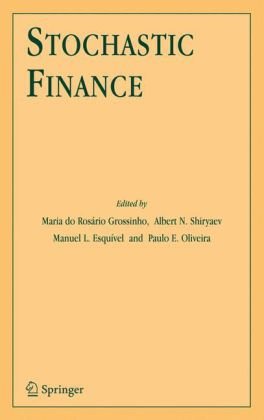 STOCHASTIC
FINANCE
Edited by
Maria do Rosário Grossinho, Albert N. Shiryaev
Manuel L. Esquível and Paulo E. Oliveira
Springer